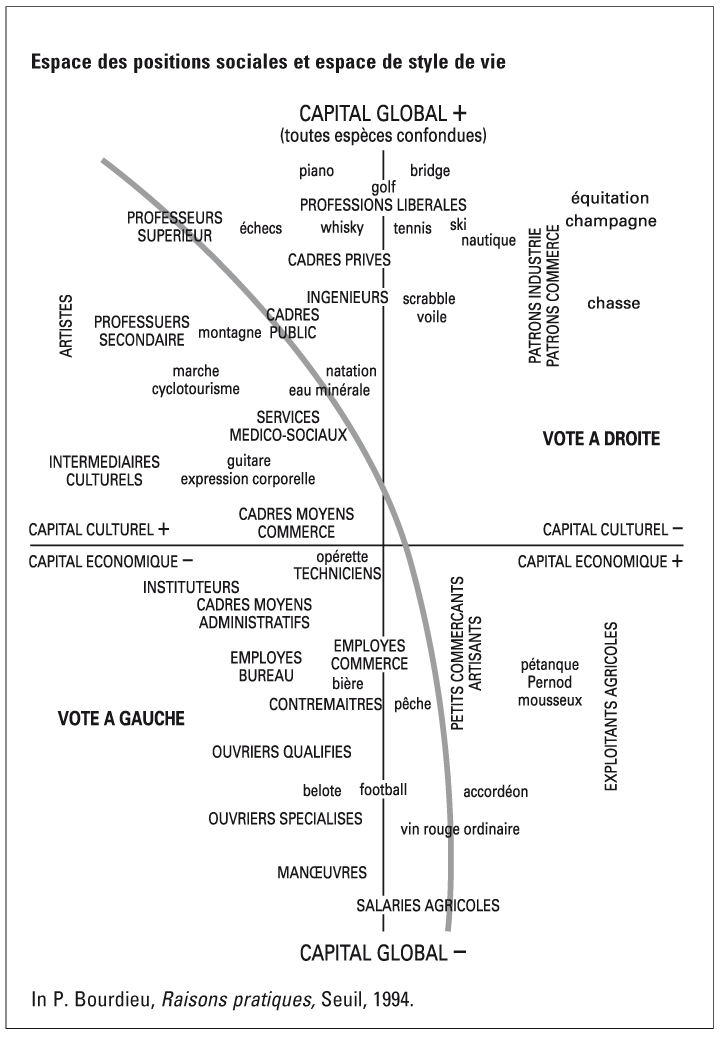 Espace des positions sociales et espace de style de vie
CAPITAL GLOBAL +
(toutes espèces confondues)
piano
bridge
golf
PROFESSIONS LIBERALES
équitation
champagne
PROFESSEURS
SUPERIEUR
échecs
whisky
tennis
ski
nautique
CADRES PRIVES
PATRONS INDUSTRIE
PATRONS COMMERCE
INGENIEURS
scrabble
voile
chasse
ARTISTES
PROFESSUERS
SECONDAIRE
montagne
CADRES
PUBLIC
marche
cyclotourisme
natation
eau minérale
SERVICES
MEDICO-SOCIAUX
VOTE A DROITE
INTERMEDIAIRES
CULTURELS
guitare
expression corporelle
CADRES MOYENS
COMMERCE
CAPITAL CULTUREL +
CAPITAL CULTUREL –
CAPITAL ECONOMIQUE –
CAPITAL ECONOMIQUE +
opérette
TECHNICIENS
INSTITUTEURS
CADRES MOYENS
ADMINISTRATIFS
PETITS COMMERCANTS
ARTISANTS
EXPLOITANTS AGRICOLES
EMPLOYES
BUREAU
EMPLOYES
COMMERCE
bière
pétanque
Pernod
mousseux
CONTREMAITRES
pêche
VOTE A GAUCHE
OUVRIERS QUALIFIES
belote
football
accordéon
OUVRIERS SPECIALISES
vin rouge ordinaire
MANŒUVRES
SALARIES AGRICOLES
CAPITAL GLOBAL –
In P. Bourdieu, Raisons pratiques, Seuil, 1994.